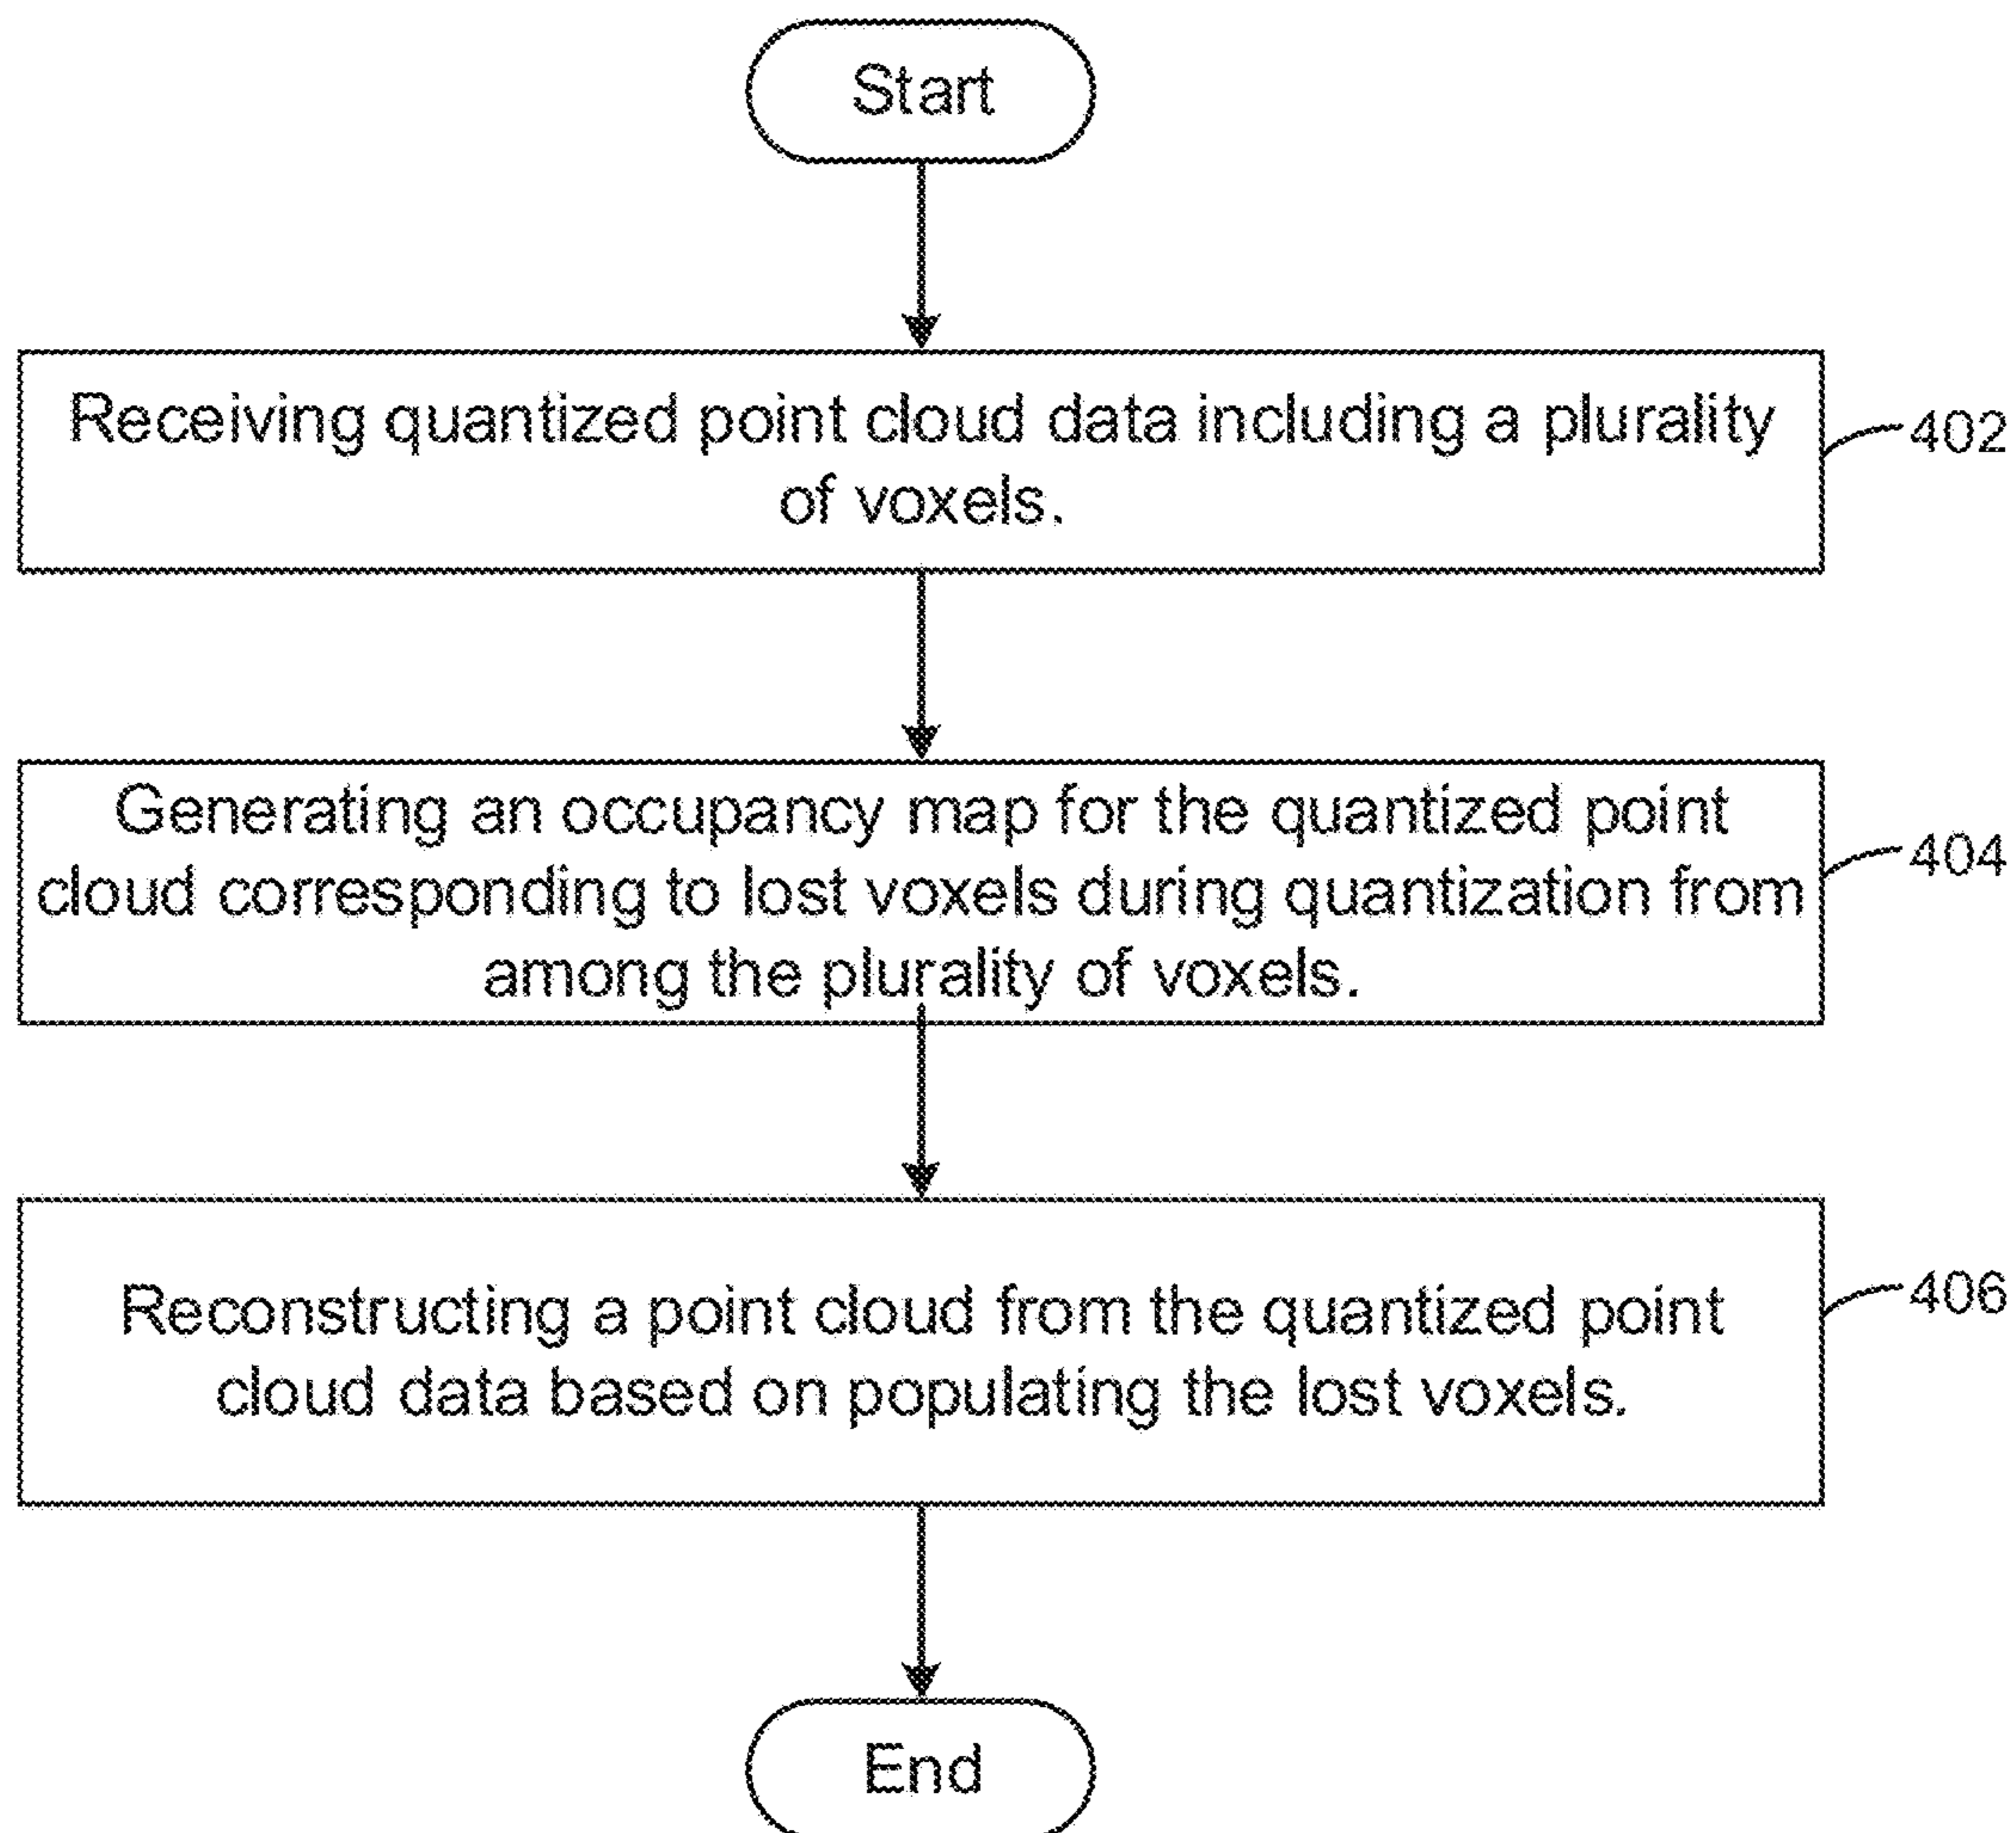 Start
Receiving quantized point cloud data including a plurality
of voxels.
402
Generating an occupancy map for the quantized point
cloud corresponding to lost voxels during quantization from
among the plurality of voxels.
404
Reconstructing a point cloud from the quantized point
cloud data based on populating the lost voxels.
406
End